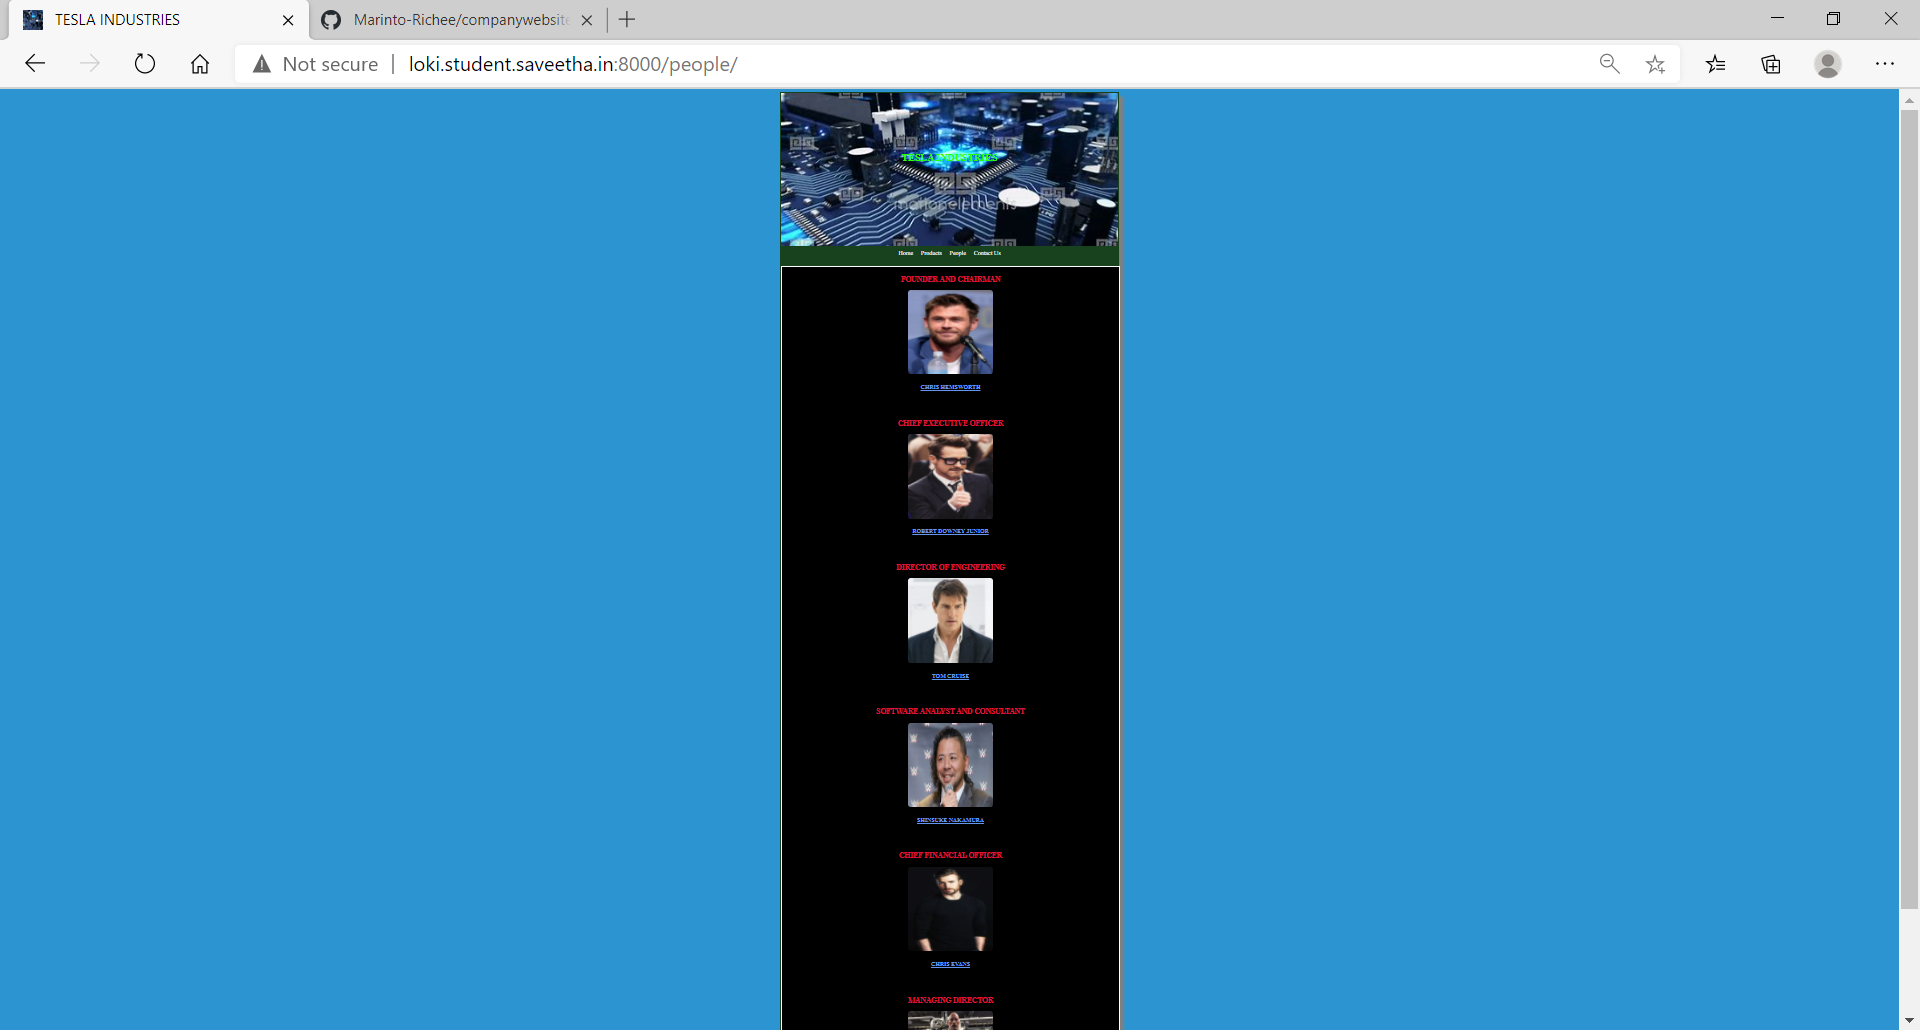 TESLA INDUSTRIES
Marinto-Richee/companywebsite
Not secure
loki.student.saveetha.in:8000/people/
TESLA INDUSTRIES
motionelements
Home Products People Contact Us
FOUNDER AND CHAIRMAN
CHRIS HEMSWORTH
CHIEF EXECUTIVE OFFICER
ROBERT DOWNEY JUNIOR
DIRECTOR OF ENGINEERING
TOM CRUISE
SOFTWARE ANALYST AND CONSULTANT
SHINSUKE NAKAMURA
CHIEF FINANCIAL OFFICER
CHRIS EVANS
MANAGING DIRECTOR